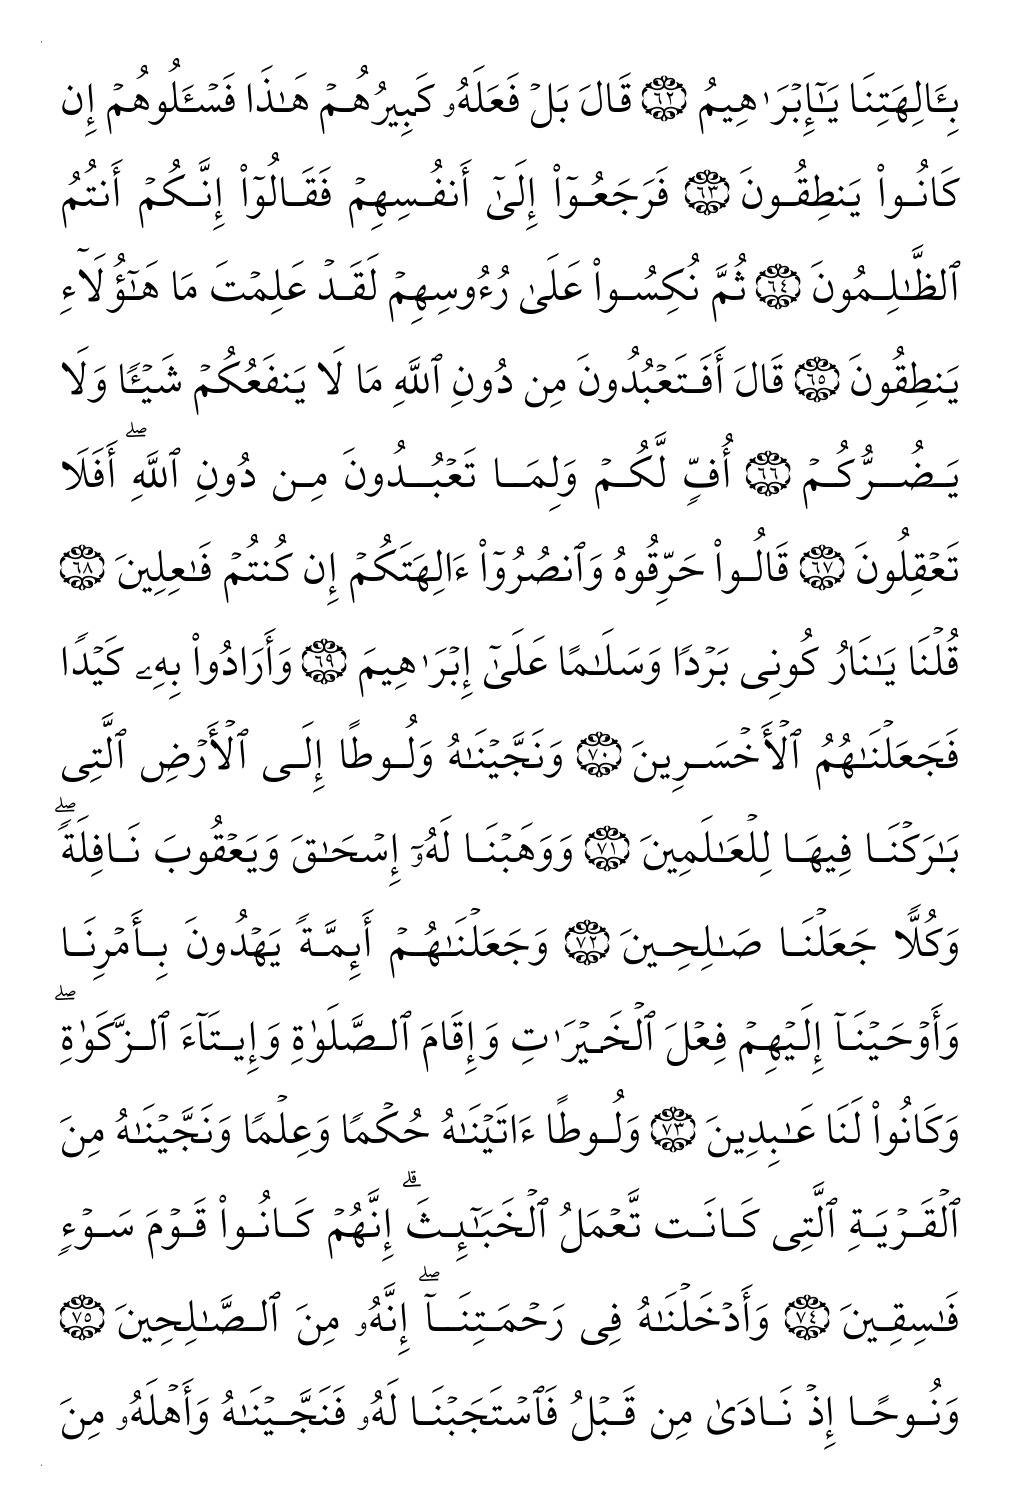 بِـَٔالِهَتِنَا يَـٰٓإِبْرَٰهِيمُ ۝٦٢ قَالَ بَلْ فَعَلَهُۥ كَبِيرُهُمْ هَـٰذَا فَسْـَٔلُوهُمْ إِن
كَانُوا۟ يَنطِقُونَ ۝٦٣ فَرَجَعُوٓا۟ إِلَىٰٓ أَنفُسِهِمْ فَقَالُوٓا۟ إِنَّكُمْ أَنتُمُ
ٱلظَّـٰلِمُونَ ۝٦٤ ثُمَّ نُكِسُوا۟ عَلَىٰ رُءُوسِهِمْ لَقَدْ عَلِمْتَ مَا هَـٰٓؤُلَآءِ
يَنطِقُونَ ۝٦٥ قَالَ أَفَتَعْبُدُونَ مِن دُونِ ٱللَّهِ مَا لَا يَنفَعُكُمْ شَيْـًٔا وَلَا
يَضُرُّكُمْ ۝٦٦ أُفٍّ لَّكُمْ وَلِمَا تَعْبُدُونَ مِن دُونِ ٱللَّهِ ۖ أَفَلَا
تَعْقِلُونَ ۝٦٧ قَالُوا۟ حَرِّقُوهُ وَٱنصُرُوٓا۟ ءَالِهَتَكُمْ إِن كُنتُمْ فَـٰعِلِينَ ۝٦٨
قُلْنَا يَـٰنَارُ كُونِى بَرْدًا وَسَلَـٰمًا عَلَىٰٓ إِبْرَٰهِيمَ ۝٦٩ وَأَرَادُوا۟ بِهِۦ كَيْدًا
فَجَعَلْنَـٰهُمُ ٱلْأَخْسَرِينَ ۝٧٠ وَنَجَّيْنَـٰهُ وَلُوطًا إِلَى ٱلْأَرْضِ ٱلَّتِى
بَـٰرَكْنَا فِيهَا لِلْعَـٰلَمِينَ ۝٧١ وَوَهَبْنَا لَهُۥٓ إِسْحَـٰقَ وَيَعْقُوبَ نَافِلَةً ۖ
وَكُلًّا جَعَلْنَا صَـٰلِحِينَ ۝٧٢ وَجَعَلْنَـٰهُمْ أَئِمَّةً يَهْدُونَ بِأَمْرِنَا
وَأَوْحَيْنَآ إِلَيْهِمْ فِعْلَ ٱلْخَيْرَٰتِ وَإِقَامَ ٱلصَّلَوٰةِ وَإِيتَآءَ ٱلزَّكَوٰةِ ۖ
وَكَانُوا۟ لَنَا عَـٰبِدِينَ ۝٧٣ وَلُوطًا ءَاتَيْنَـٰهُ حُكْمًا وَعِلْمًا وَنَجَّيْنَـٰهُ مِنَ
ٱلْقَرْيَةِ ٱلَّتِى كَانَت تَّعْمَلُ ٱلْخَبَـٰٓئِثَ ۗ إِنَّهُمْ كَانُوا۟ قَوْمَ سَوْءٍ
فَـٰسِقِينَ ۝٧٤ وَأَدْخَلْنَـٰهُ فِى رَحْمَتِنَآ ۖ إِنَّهُۥ مِنَ ٱلصَّـٰلِحِينَ ۝٧٥
وَنُوحًا إِذْ نَادَىٰ مِن قَبْلُ فَٱسْتَجَبْنَا لَهُۥ فَنَجَّيْنَـٰهُ وَأَهْلَهُۥ مِنَ